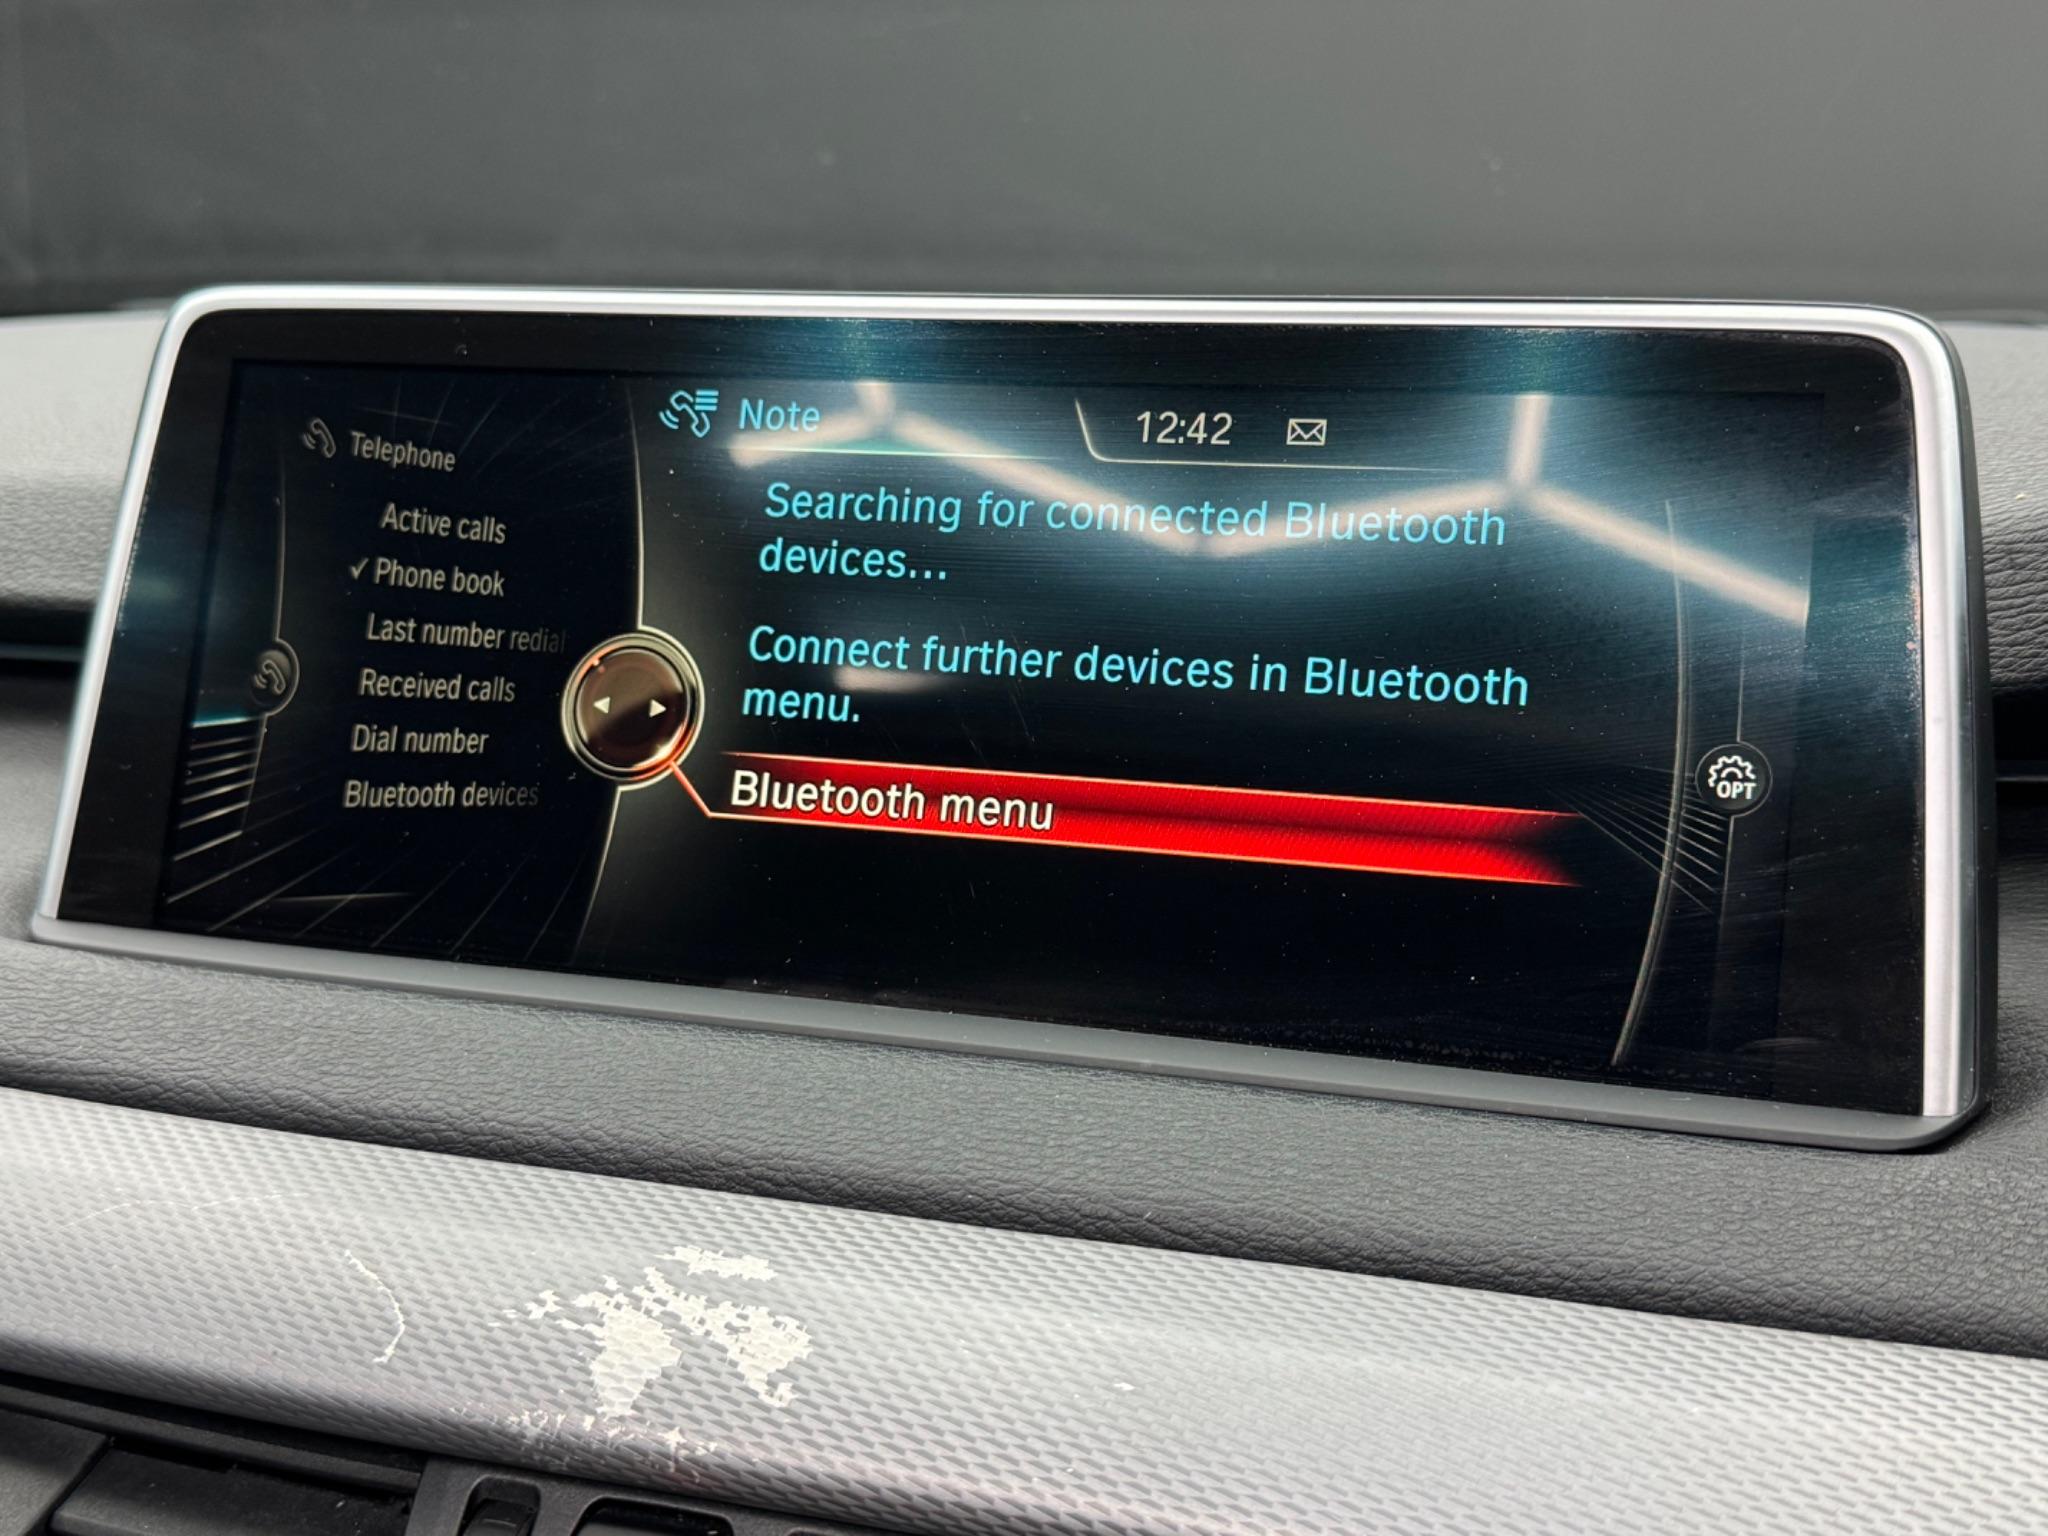 Telephone
Active calls
✓ Phone book
Last number redial
Received calls
Dial number
Bluetooth devices
Note
12:42
Searching for connected Bluetooth
devices...
Connect further devices in Bluetooth
menu.
Bluetooth menu
OPT